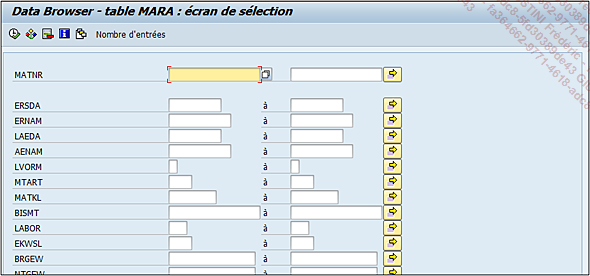 Data Browser - table MARA : écran de sélection
Nombre d'entrées
MATNR
ERSDA à
ERNAM à
LAEDA à
AENAM à
LVORM à
MTART à
MATKL à
BISMT à
LABOR à
EKWSL à
BRGEW à
NTGEW à